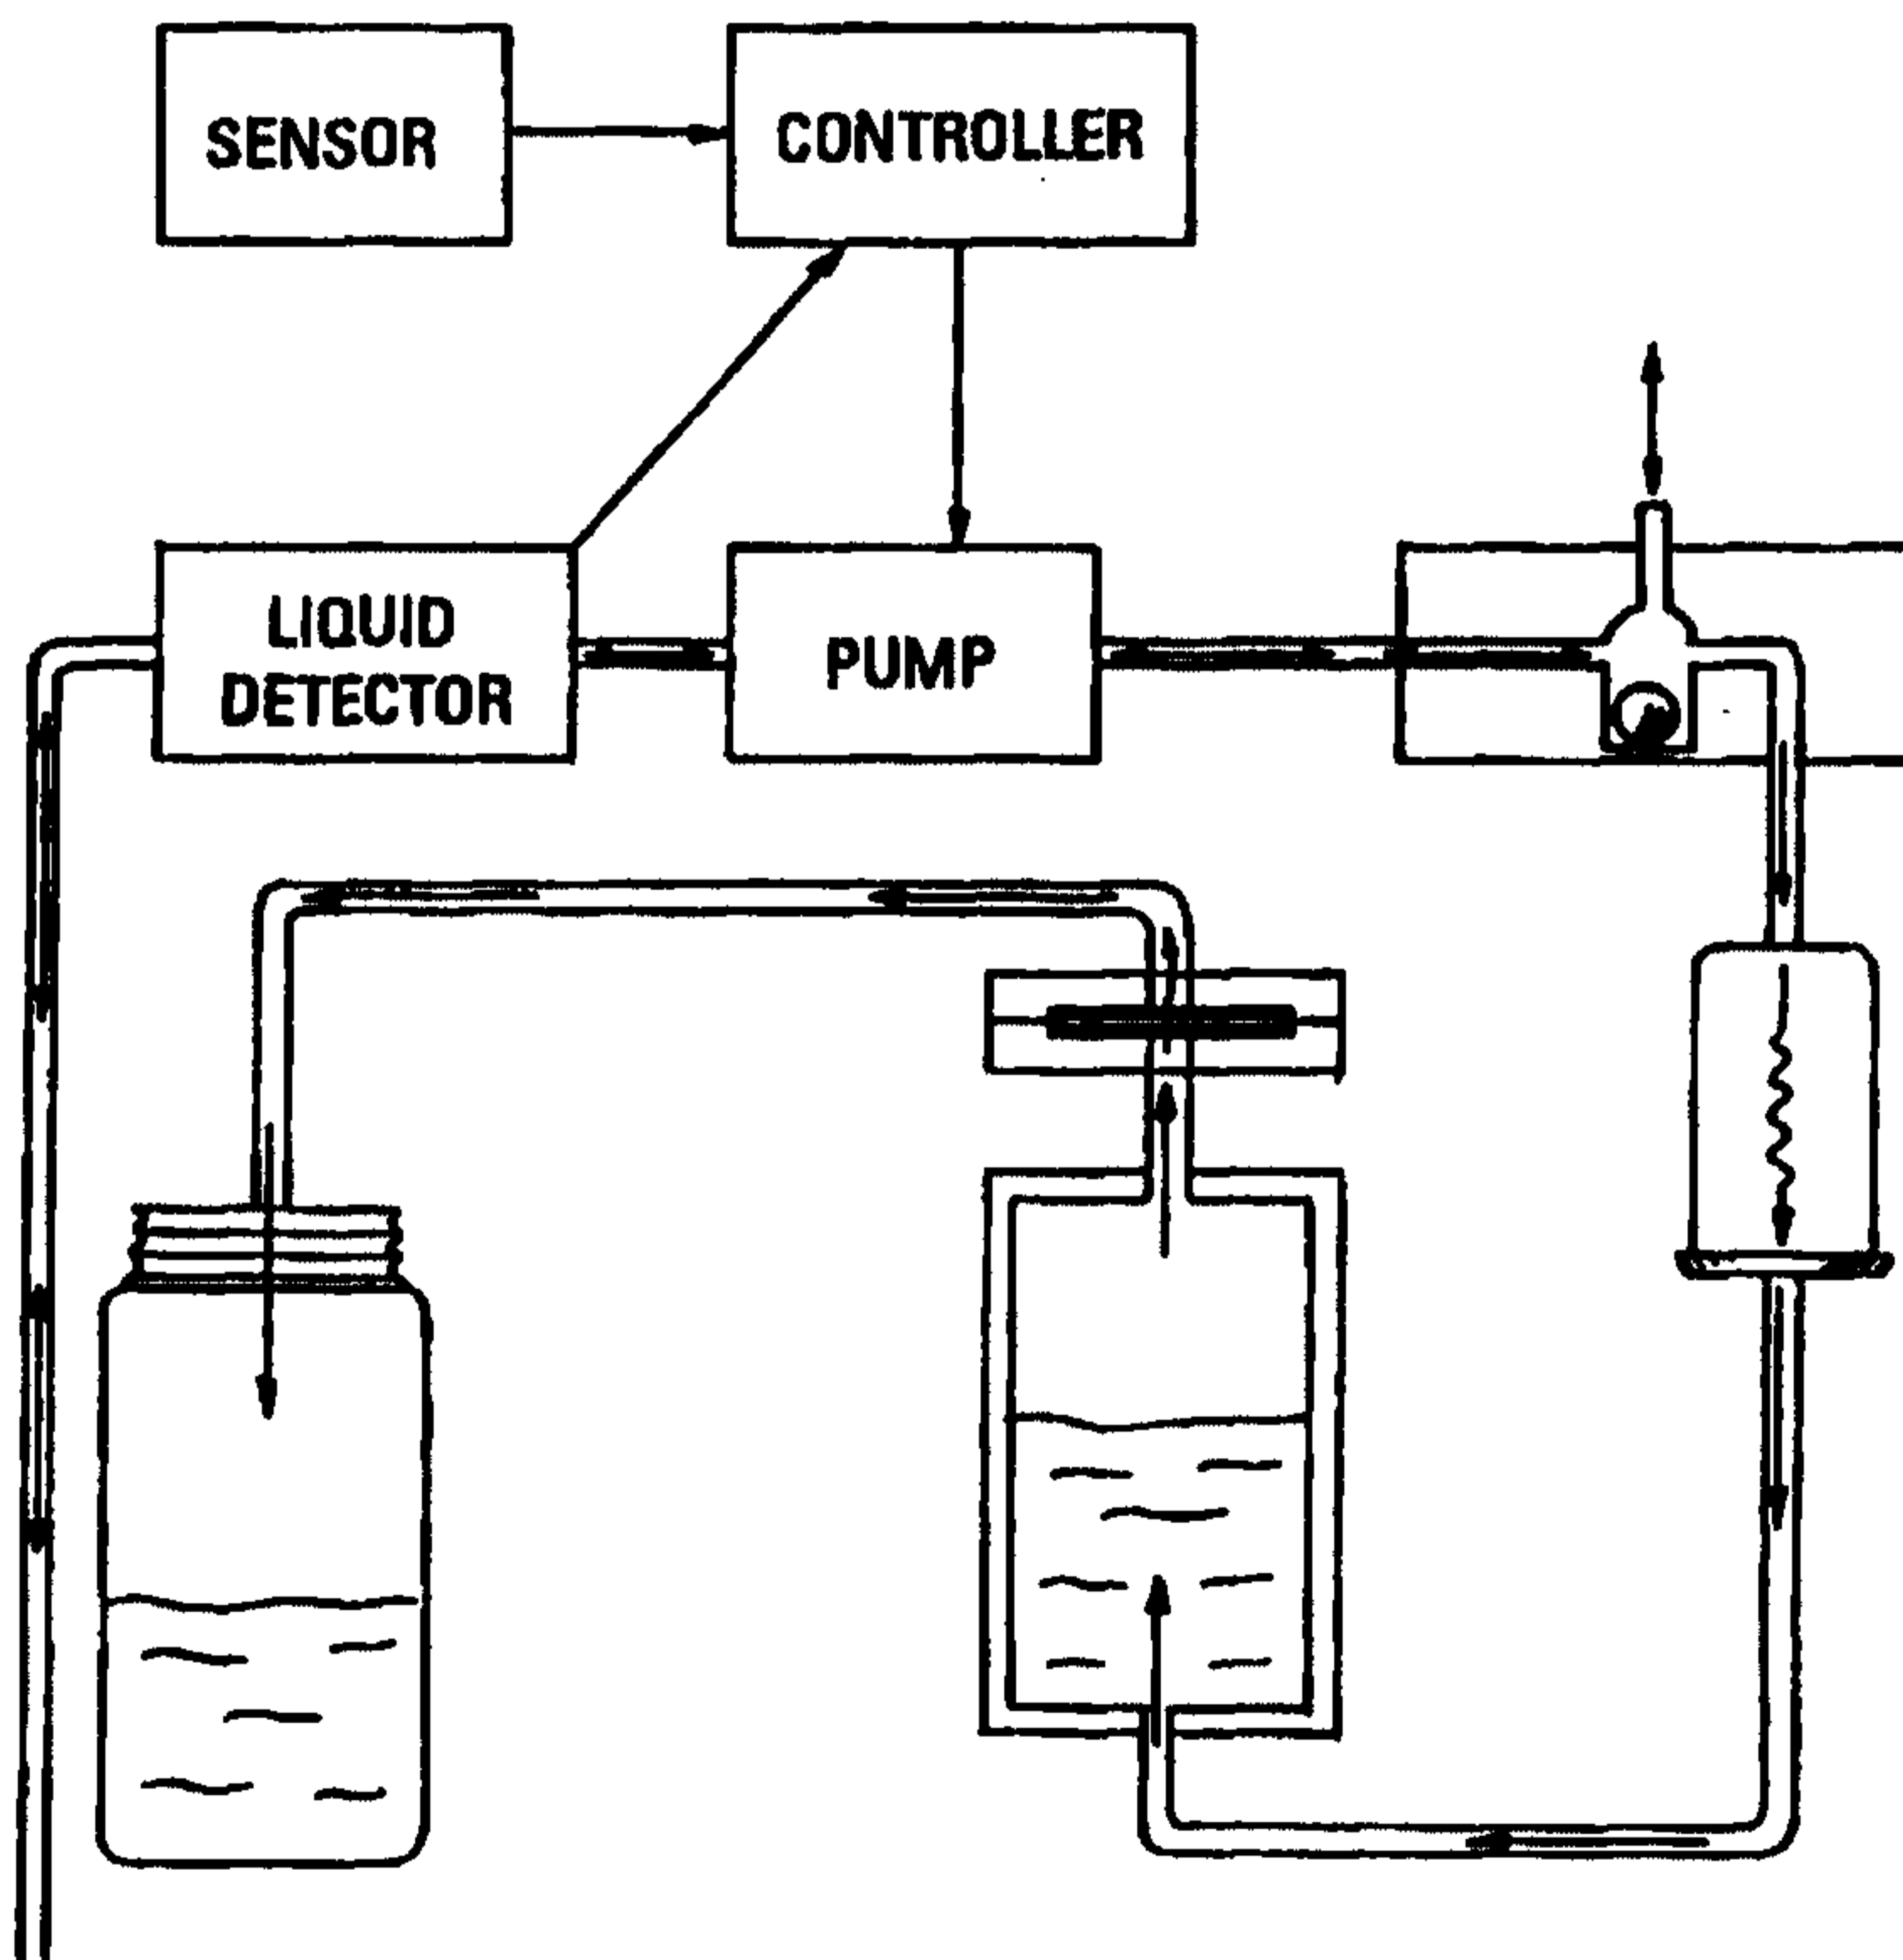 SENSOR
CONTROLLER
LIQUID
DETECTOR
PUMP